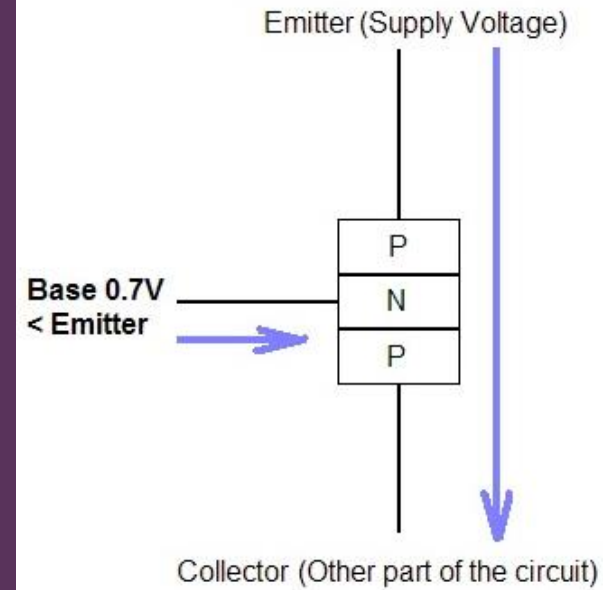 Emitter (Supply Voltage)
P
Base 0.7V
N
< Emitter
P
Collector (Other part of the circuit)